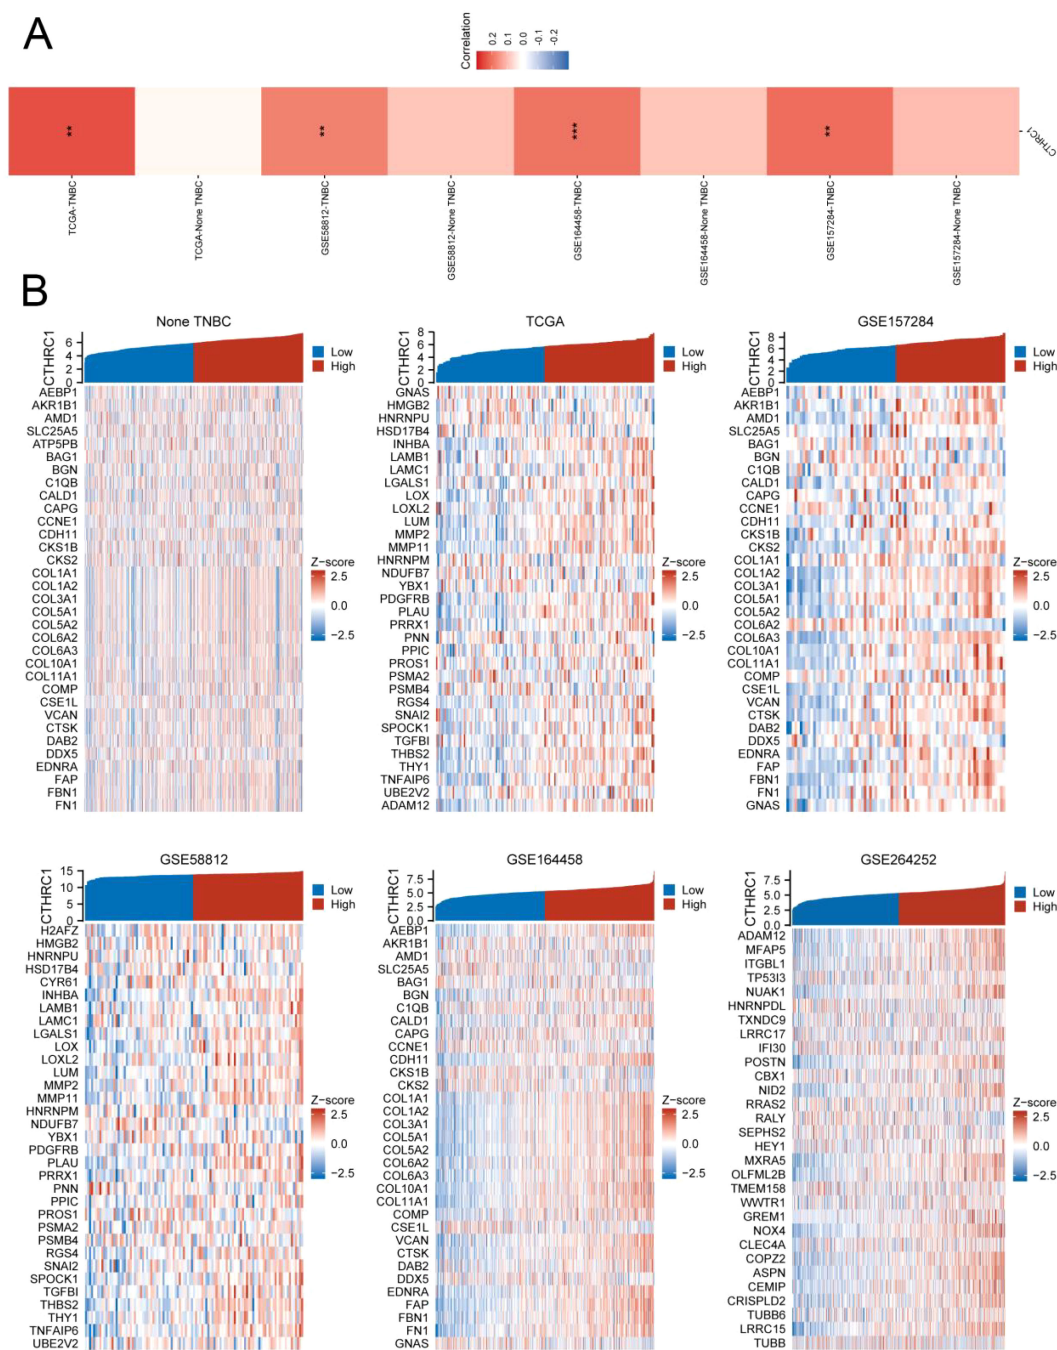 A
Correlation
0.2
0.1
0.0
-0.1
-0.2
**
**
***
**
CTHRC1
TCGA-TNBC
TCGA-None TNBC
GSE58812-TNBC
GSE58812-None TNBC
GSE164458-TNBC
GSE164458-None TNBC
GSE157284-TNBC
GSE157284-None TNBC
B
None TNBC
CTHRC1
6
4
2
0
Low
High
AEBP1
AKR1B1
AMD1
SLC25A5
ATP5PB
BAG1
BGN
C1QB
CALD1
CAPG
CCNE1
CDH11
CKS1B
CKS2
COL1A1
COL1A2
COL3A1
COL5A1
COL5A2
COL6A2
COL6A3
COL10A1
COL11A1
COMP
CSE1L
VCAN
CTSK
DAB2
DDX5
EDNRA
FAP
FBN1
FN1
Z-score
2.5
0.0
-2.5
TCGA
CTHRC1
8
6
4
2
0
Low
High
GNAS
HMGB2
HNRNPU
HSD17B4
INHBA
LAMB1
LAMC1
LGALS1
LOX
LOXL2
LUM
MMP2
MMP11
HNRNPM
NDUFB7
YBX1
PDGFRB
PLAU
PRRX1
PNN
PPIC
PROS1
PSMA2
PSMB4
RGS4
SNAI2
SPOCK1
TGFBI
THBS2
THY1
TNFAIP6
UBE2V2
ADAM12
Z-score
2.5
0.0
-2.5
GSE157284
CTHRC1
8
6
4
2
0
Low
High
AEBP1
AKR1B1
AMD1
SLC25A5
BAG1
BGN
C1QB
CALD1
CAPG
CCNE1
CDH11
CKS1B
CKS2
COL1A1
COL1A2
COL3A1
COL5A1
COL5A2
COL6A2
COL6A3
COL10A1
COL11A1
COMP
CSE1L
VCAN
CTSK
DAB2
DDX5
EDNRA
FAP
FBN1
FN1
GNAS
Z-score
2.5
0.0
-2.5
GSE58812
CTHRC1
15
10
5
0
Low
High
H2AFZ
HMGB2
HNRNPU
HSD17B4
CYR61
INHBA
LAMB1
LAMC1
LGALS1
LOX
LOXL2
LUM
MMP2
MMP11
HNRNPM
NDUFB7
YBX1
PDGFRB
PLAU
PRRX1
PNN
PPIC
PROS1
PSMA2
PSMB4
RGS4
SNAI2
SPOCK1
TGFBI
THBS2
THY1
TNFAIP6
UBE2V2
Z-score
2.5
0.0
-2.5
GSE164458
CTHRC1
7.5
5.0
2.5
0.0
Low
High
AEBP1
AKR1B1
AMD1
SLC25A5
BAG1
BGN
C1QB
CALD1
CAPG
CCNE1
CDH11
CKS1B
CKS2
COL1A1
COL1A2
COL3A1
COL5A1
COL5A2
COL6A2
COL6A3
COL10A1
COL11A1
COMP
CSE1L
VCAN
CTSK
DAB2
DDX5
EDNRA
FAP
FBN1
FN1
GNAS
Z-score
2.5
0.0
-2.5
GSE264252
CTHRC1
7.5
5.0
2.5
0.0
Low
High
ADAM12
MFAP5
ITGBL1
TP53I3
NUAK1
HNRNPDL
TXNDC9
LRRC17
IFI30
POSTN
CBX1
NID2
RRAS2
RALY
SEPHS2
HEY1
MXRA5
OLFML2B
TMEM158
WWTR1
GREM1
NOX4
CLEC4A
COPZ2
ASPN
CEMIP
CRISPLD2
TUBB6
LRRC15
TUBB
Z-score
2.5
0.0
-2.5